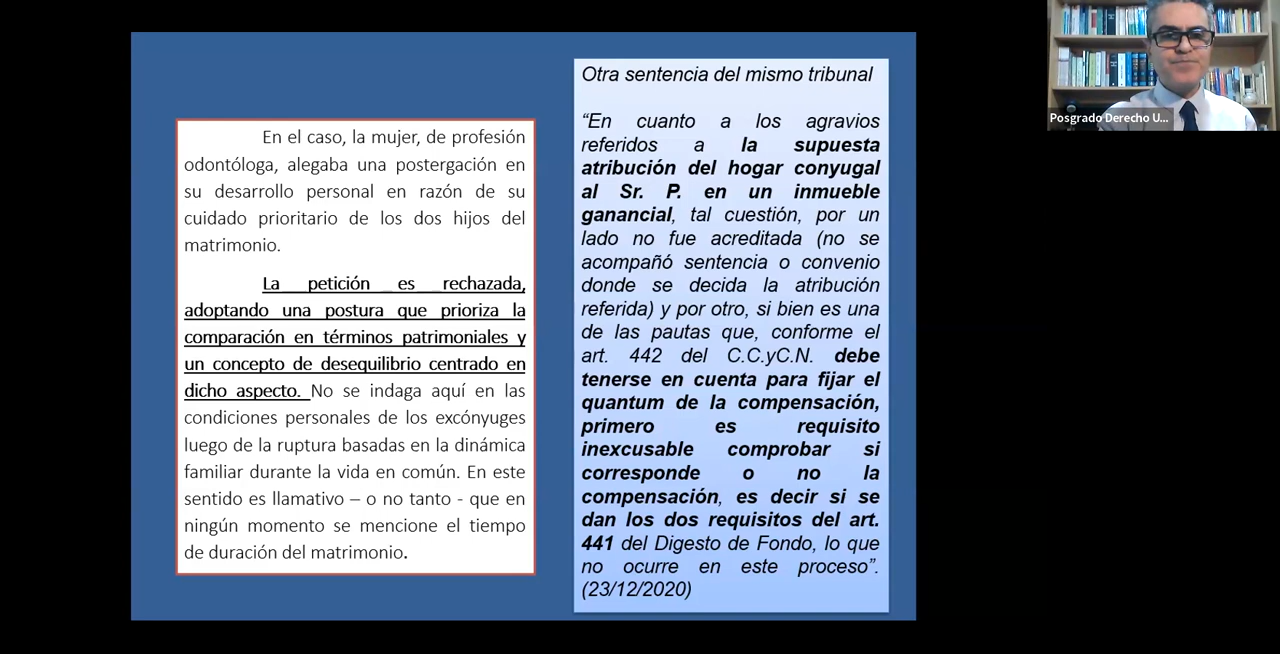 En el caso, la mujer, de profesión
odontóloga, alegaba una postergación en
su desarrollo personal en razón de su
cuidado prioritario de los dos hijos del
matrimonio.
La petición es rechazada,
adoptando una postura que prioriza la
comparación en términos patrimoniales y
un concepto de desequilibrio centrado en
dicho aspecto. No se indaga aquí en las
condiciones personales de los excónyuges
luego de la ruptura basadas en la dinámica
familiar durante la vida en común. En este
sentido es llamativo – o no tanto - que en
ningún momento se mencione el tiempo
de duración del matrimonio.
Otra sentencia del mismo tribunal
“En cuanto a los agravios
referidos a la supuesta
atribución del hogar conyugal
al Sr. P. en un inmueble
ganancial, tal cuestión, por un
lado no fue acreditada (no se
acompañó sentencia o convenio
donde se decida la atribución
referida) y por otro, si bien es una
de las pautas que, conforme el
art. 442 del C.C.yC.N. debe
tenerse en cuenta para fijar el
quantum de la compensación,
primero es requisito
inexcusable comprobar si
corresponde o no la
compensación, es decir si se
dan los dos requisitos del art.
441 del Digesto de Fondo, lo que
no ocurre en este proceso”.
(23/12/2020)
Posgrado Derecho U...